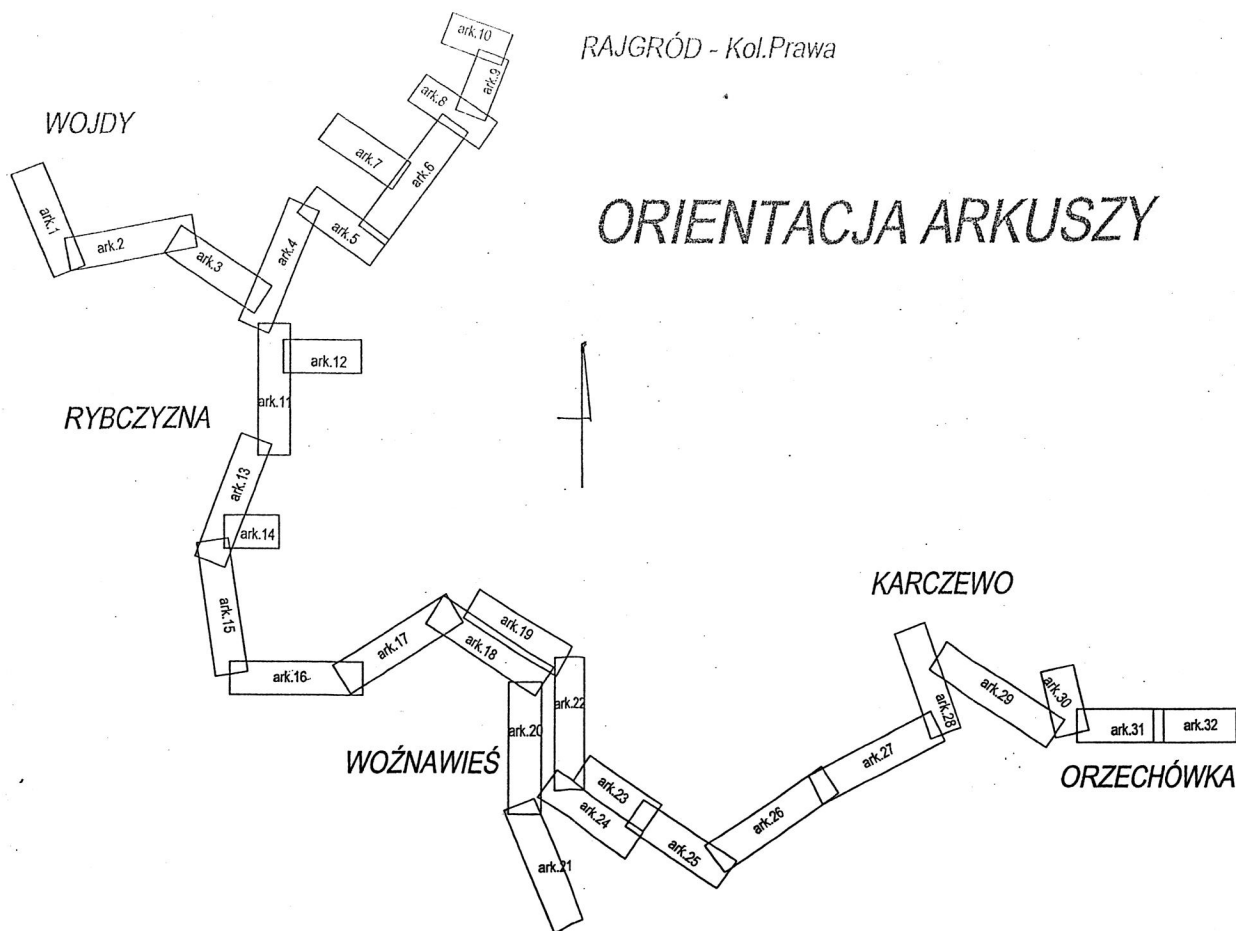 ark.10
RAJGRÓD - Kol.Prawa
ark.9
ark.8
WOJDY
ark.7
ark.6
ark.1
ark.2
ark.3
ark.4
ark.5
ORIENTACJA ARKUSZY
ark.12
ark.11
RYBCZYZNA
ark.13
ark.14
KARCZEWO
ark.15
ark.16
ark.17
ark.18
ark.19
ark.20
ark.22
ark.28
ark.29
ark.30
ark.31
ark.32
WOŹNAWIEŚ
ark.27
ORZECHÓWKA
ark.23
ark.24
ark.25
ark.26
ark.21